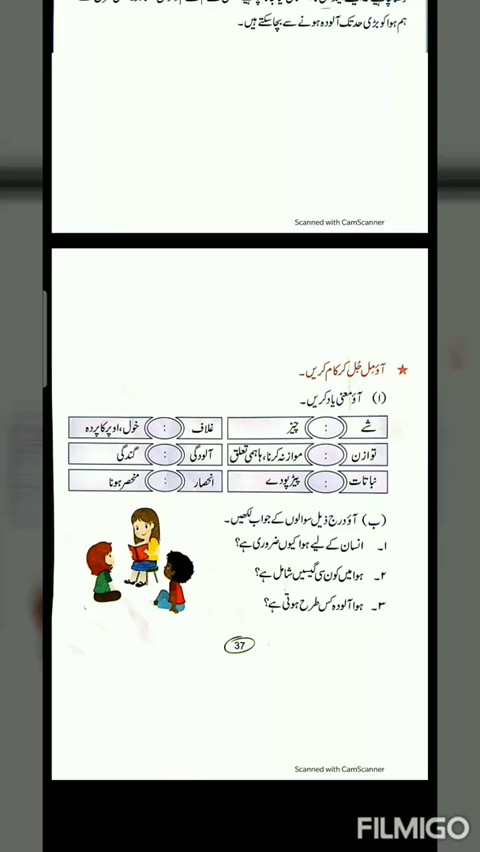 ہم ہوا کو بڑی حد تک آلودہ ہونے سے بچا سکتے ہیں۔
Scanned with CamScanner
آؤ مِل جُل کر کام کریں۔
(ا) آؤ معنی یاد کریں۔
شے : چیز غلاف : خول، اوپر کا پردہ
توازن : موازنہ کرنا، باہمی تعلق آلودگی : گندگی
نباتات : پیڑ پودے انحصار : منحصر ہونا
(ب) آؤ درج ذیل سوالوں کے جواب لکھیں۔
۱۔ انسان کے لیے ہوا کیوں ضروری ہے؟
۲۔ ہوا میں کون سی گیسیں شامل ہے؟
۳۔ ہوا آلودہ کس طرح ہوتی ہے؟
37
Scanned with CamScanner
FILMIGO